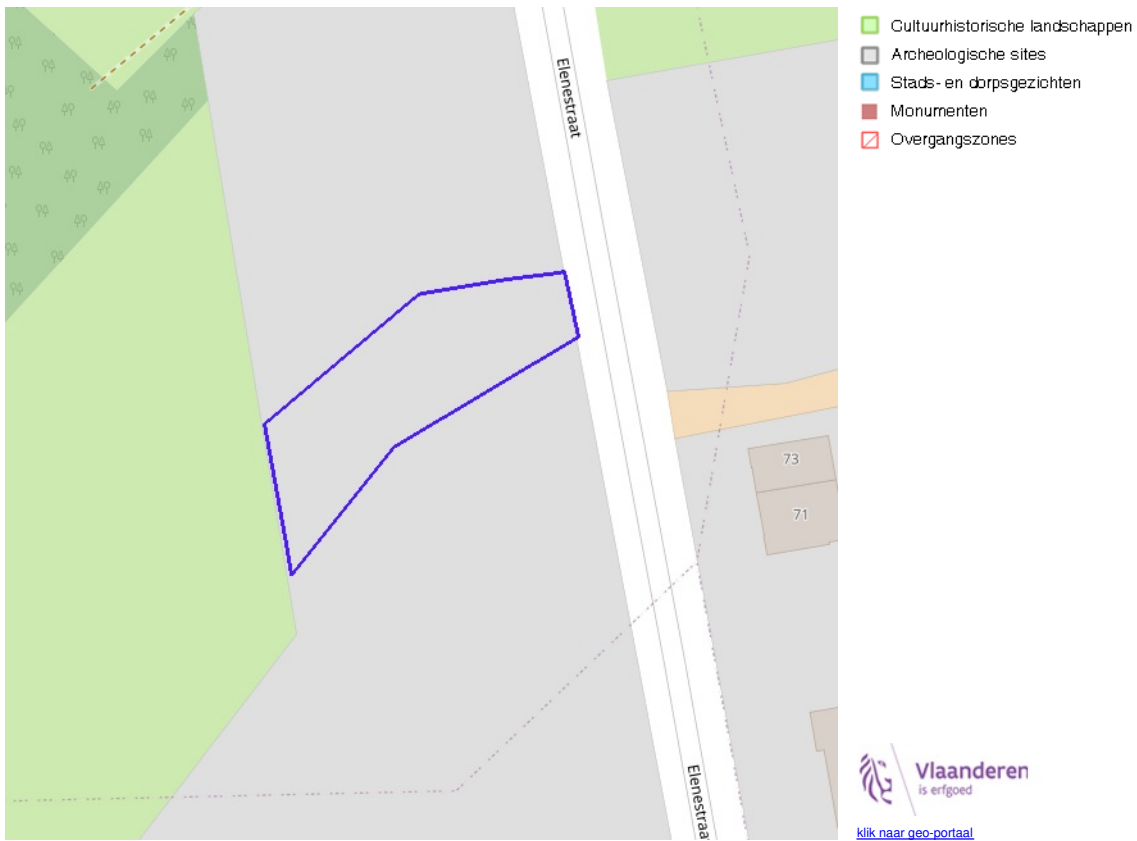 Elenestraat
73
71
Elenestraa
Cultuurhistorische landschappen
Archeologische sites
Stads- en dorpsgezichten
Monumenten
Overgangszones
Vlaanderen
is erfgoed
klik naar geo-portaal